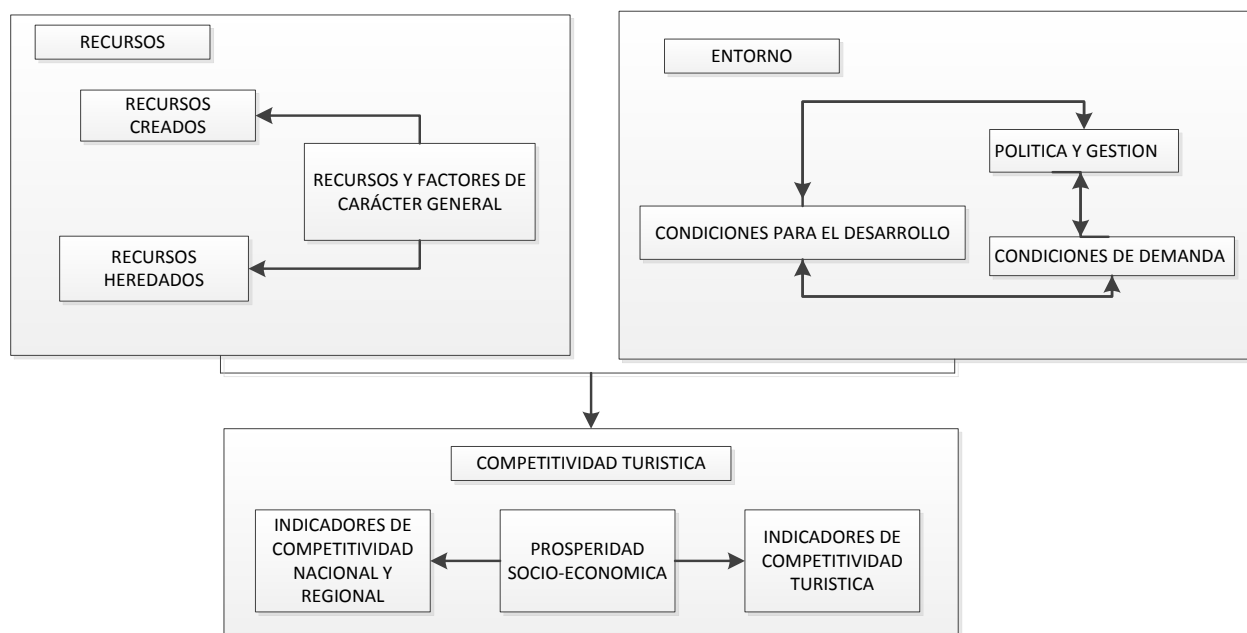 RECURSOS
RECURSOS
CREADOS
RECURSOS Y FACTORES DE
CARÁCTER GENERAL
RECURSOS
HEREDADOS
ENTORNO
POLITICA Y GESTION
CONDICIONES PARA EL DESARROLLO
CONDICIONES DE DEMANDA
COMPETITIVIDAD TURISTICA
INDICADORES DE
COMPETITIVIDAD
NACIONAL Y
REGIONAL
PROSPERIDAD
SOCIO-ECONOMICA
INDICADORES DE
COMPETITIVIDAD
TURISTICA